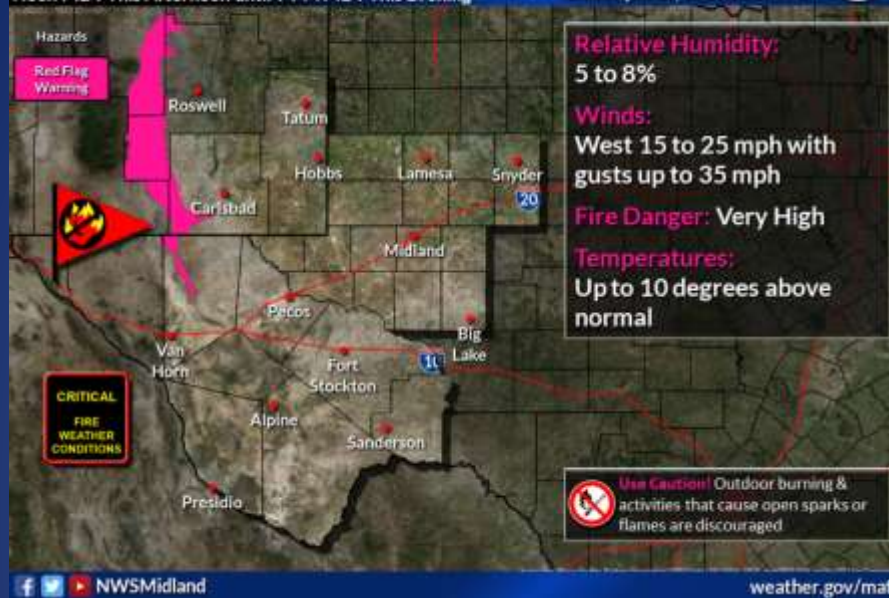 Hazards
Red Flag
Warning
Roswell
Tatum
Hobbs
Lamesa
Snyder
20
Carlsbad
Midland
Pecos
Big
Lake
Van
Horn
Fort
Stockton
10
Alpine
Sanderson
Presidio
CRITICAL
FIRE
WEATHER
CONDITIONS
Relative Humidity:
5 to 8%
Winds:
West 15 to 25 mph with
gusts up to 35 mph
Fire Danger: Very High
Temperatures:
Up to 10 degrees above
normal
Use Caution! Outdoor burning &
activities that cause open sparks or
flames are discouraged
NWSMidland
weather.gov/maf